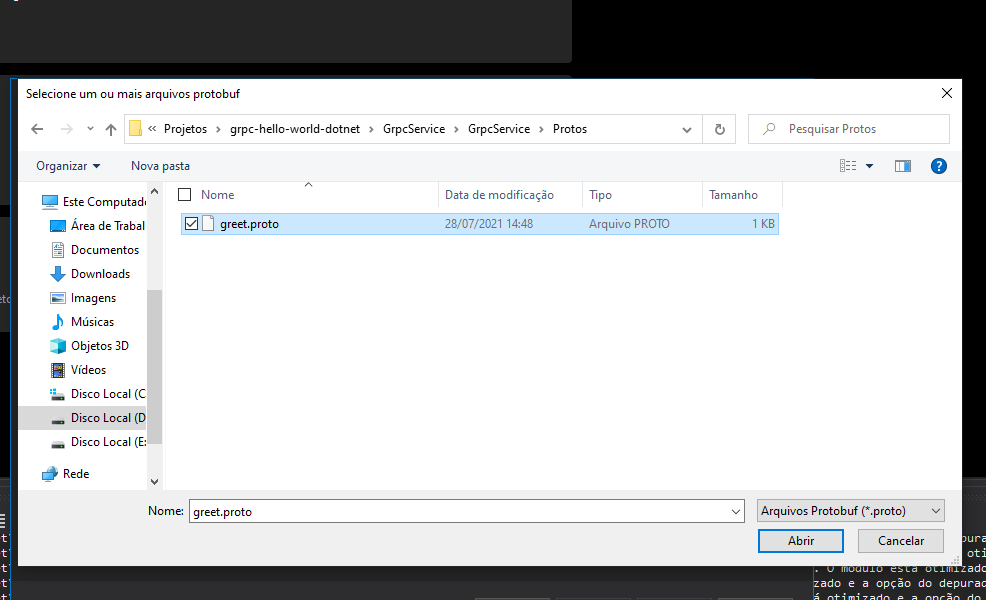 Selecione um ou mais arquivos protobuf
« Projetos > grpc-hello-world-dotnet > GrpcService > GrpcService > Protos
Pesquisar Protos
Organizar
Nova pasta
?
Nome
Data de modificação
Tipo
Tamanho
greet.proto
28/07/2021 14:48
Arquivo PROTO
1 KB
Este Computado
Área de Trabal
Documentos
Downloads
Imagens
Músicas
Objetos 3D
Vídeos
Disco Local (C
Disco Local (D
Disco Local (E:
Rede
Nome:
greet.proto
Arquivos Protobuf (*.proto)
Abrir
Cancelar
. O módulo está otimizado
zado e a opção do depurad
á otimizado e a opção do